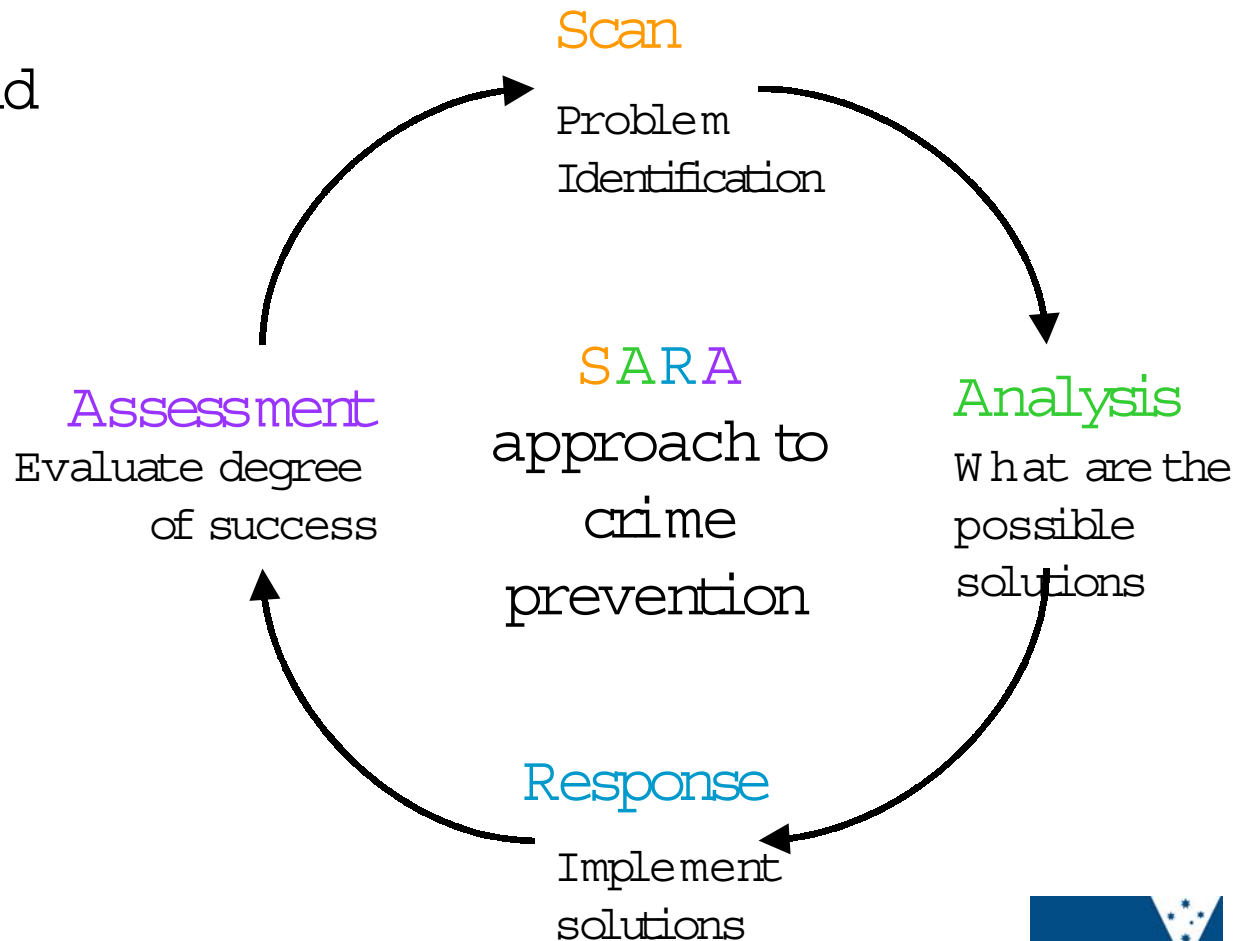 Scan
Problem
Identification
SARA
approach to
crime
prevention
Analysis
What are the
possible
solutions
Assessment
Evaluate degree
of success
Response
Implement
solutions